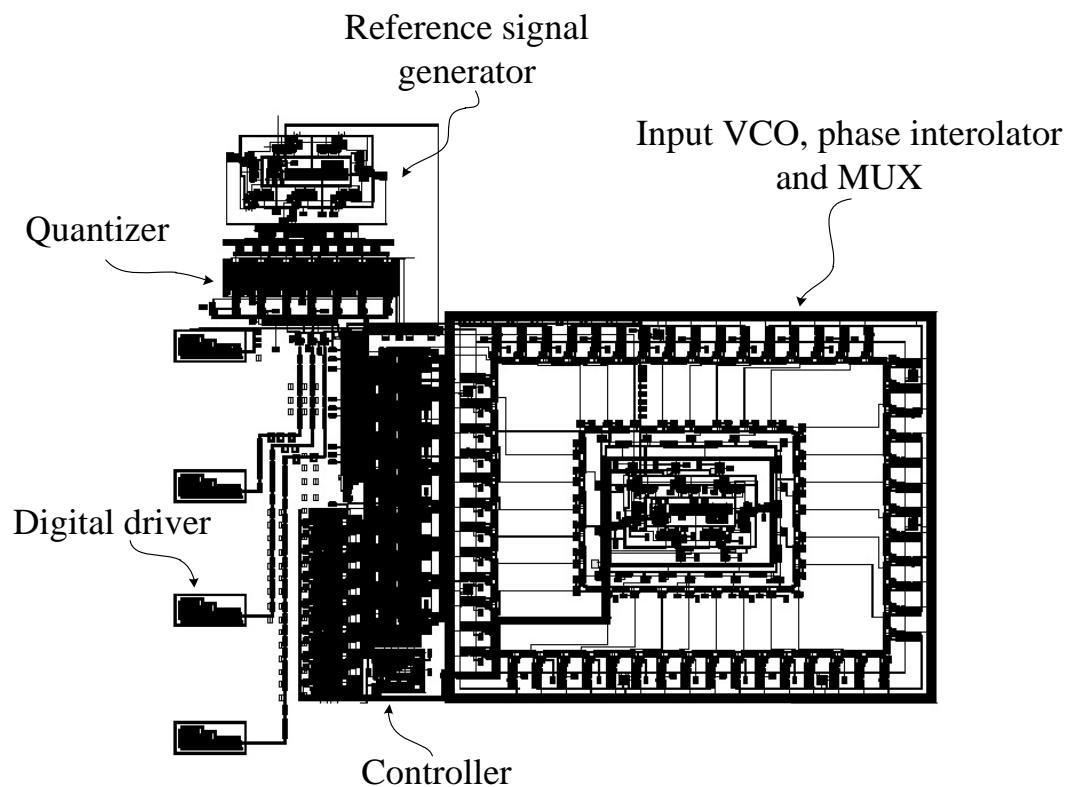 Reference signal
generator
Input VCO, phase interolator
and MUX
Quantizer
Digital driver
Controller